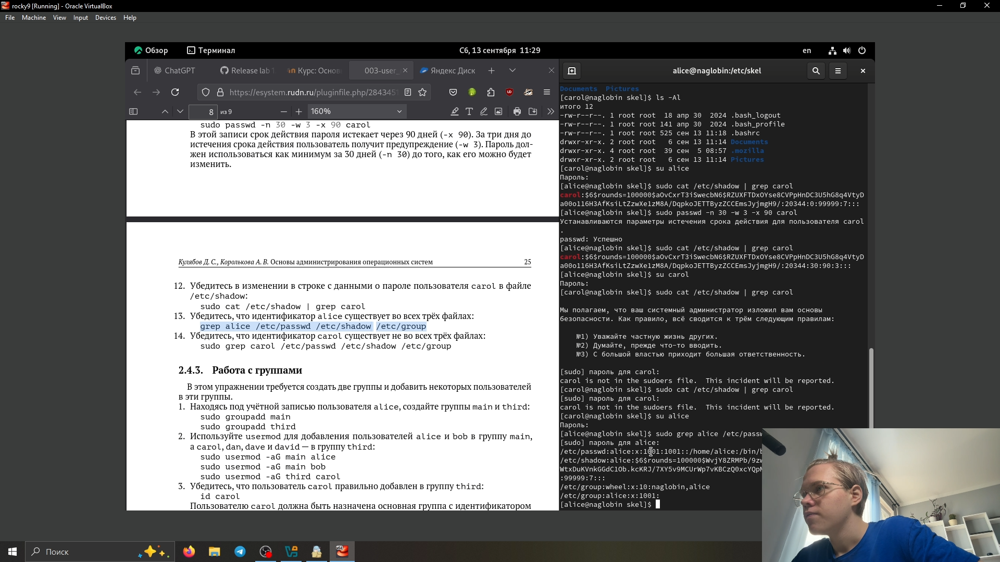 rocky9 [Running] - Oracle VirtualBox
File Machine View Input Devices Help
Обзор Терминал Сб, 13 сентября 11:29 en
ChatGPT Release lab 1 Курс: Основ 003-user_ Яндекс Диск
https://esystem.rudn.ru/pluginfile.php/2843451
8 из 9 160%
sudo passwd -n 30 -w 3 -x 90 carol
В этой записи срок действия пароля истекает через 90 дней (-x 90). За три дня до
истечения срока действия пользователь получит предупреждение (-w 3). Пароль дол-
жен использоваться как минимум за 30 дней (-n 30) до того, как его можно будет
изменить.
Кулябов Д. С., Королькова А. В. Основы администрирования операционных систем 25
12. Убедитесь в изменении в строке с данными о пароле пользователя carol в файле
/etc/shadow:
sudo cat /etc/shadow | grep carol
13. Убедитесь, что идентификатор alice существует во всех трёх файлах:
grep alice /etc/passwd /etc/shadow /etc/group
14. Убедитесь, что идентификатор carol существует не во всех трёх файлах:
sudo grep carol /etc/passwd /etc/shadow /etc/group
2.4.3. Работа с группами
В этом упражнении требуется создать две группы и добавить некоторых пользователей
в эти группы.
1. Находясь под учётной записью пользователя alice, создайте группы main и third:
sudo groupadd main
sudo groupadd third
2. Используйте usermod для добавления пользователей alice и bob в группу main,
а carol, dan, dave и david — в группу third:
sudo usermod -aG main alice
sudo usermod -aG main bob
sudo usermod -aG third carol
3. Убедитесь, что пользователь carol правильно добавлен в группу third:
id carol
Пользователю carol должна быть назначена основная группа с идентификатором
alice@naglobin:/etc/skel
Documents Pictures
[carol@naglobin skel]$ ls -Al
итого 12
-rw-r--r--. 1 root root 18 апр 30 2024 .bash_logout
-rw-r--r--. 1 root root 141 апр 30 2024 .bash_profile
-rw-r--r--. 1 root root 525 сен 13 11:18 .bashrc
drwxr-xr-x. 2 root root 6 сен 13 11:14 Documents
drwxr-xr-x. 4 root root 39 сен 5 08:57 .mozilla
drwxr-xr-x. 2 root root 6 сен 13 11:14 Pictures
[carol@naglobin skel]$ su alice
Пароль:
[alice@naglobin skel]$ sudo cat /etc/shadow | grep carol
carol:$6$rounds=100000$aOvCxrT3iSwecbN6$RZUXFTDxOYse8CVPpHnDC3U5hG8q4VtyD
a00o116H3AfKsiLtZzwXe1zM8A/DqpkoJETTByzZCCEmsJyjmgH9/:20344:0:99999:7:::
[alice@naglobin skel]$ sudo passwd -n 30 -w 3 -x 90 carol
Устанавливаются параметры истечения срока действия для пользователя carol
.
passwd: Успешно
[alice@naglobin skel]$ sudo cat /etc/shadow | grep carol
carol:$6$rounds=100000$aOvCxrT3iSwecbN6$RZUXFTDxOYse8CVPpHnDC3U5hG8q4VtyD
a00o116H3AfKsiLtZzwXe1zM8A/DqpkoJETTByzZCCEmsJyjmgH9/:20344:30:90:3:::
[alice@naglobin skel]$ su carol
Пароль:
[carol@naglobin skel]$ sudo cat /etc/shadow | grep carol
Мы полагаем, что ваш системный администратор изложил вам основы
безопасности. Как правило, всё сводится к трём следующим правилам:
№1) Уважайте частную жизнь других.
№2) Думайте, прежде что-то вводить.
№3) С большой властью приходит большая ответственность.
[sudo] пароль для carol:
carol is not in the sudoers file. This incident will be reported.
[carol@naglobin skel]$ sudo cat /etc/shadow | grep carol
[sudo] пароль для carol:
carol is not in the sudoers file. This incident will be reported.
[carol@naglobin skel]$ su alice
Пароль:
[alice@naglobin skel]$ sudo grep alice /etc/passw
[sudo] пароль для alice:
/etc/passwd:alice:x:1001:1001::/home/alice:/bin/b
/etc/shadow:alice:$6$rounds=100000$WvjY8ZRMPb/9zw
WtxDuKVnkGGdC1Ob.kcKRJ/7XY5v9MCUrWp7vKBCzQ0xcYQpM
:99999:7:::
/etc/group:wheel:x:10:naglobin,alice
/etc/group:alice:x:1001:
[alice@naglobin skel]$
Поиск